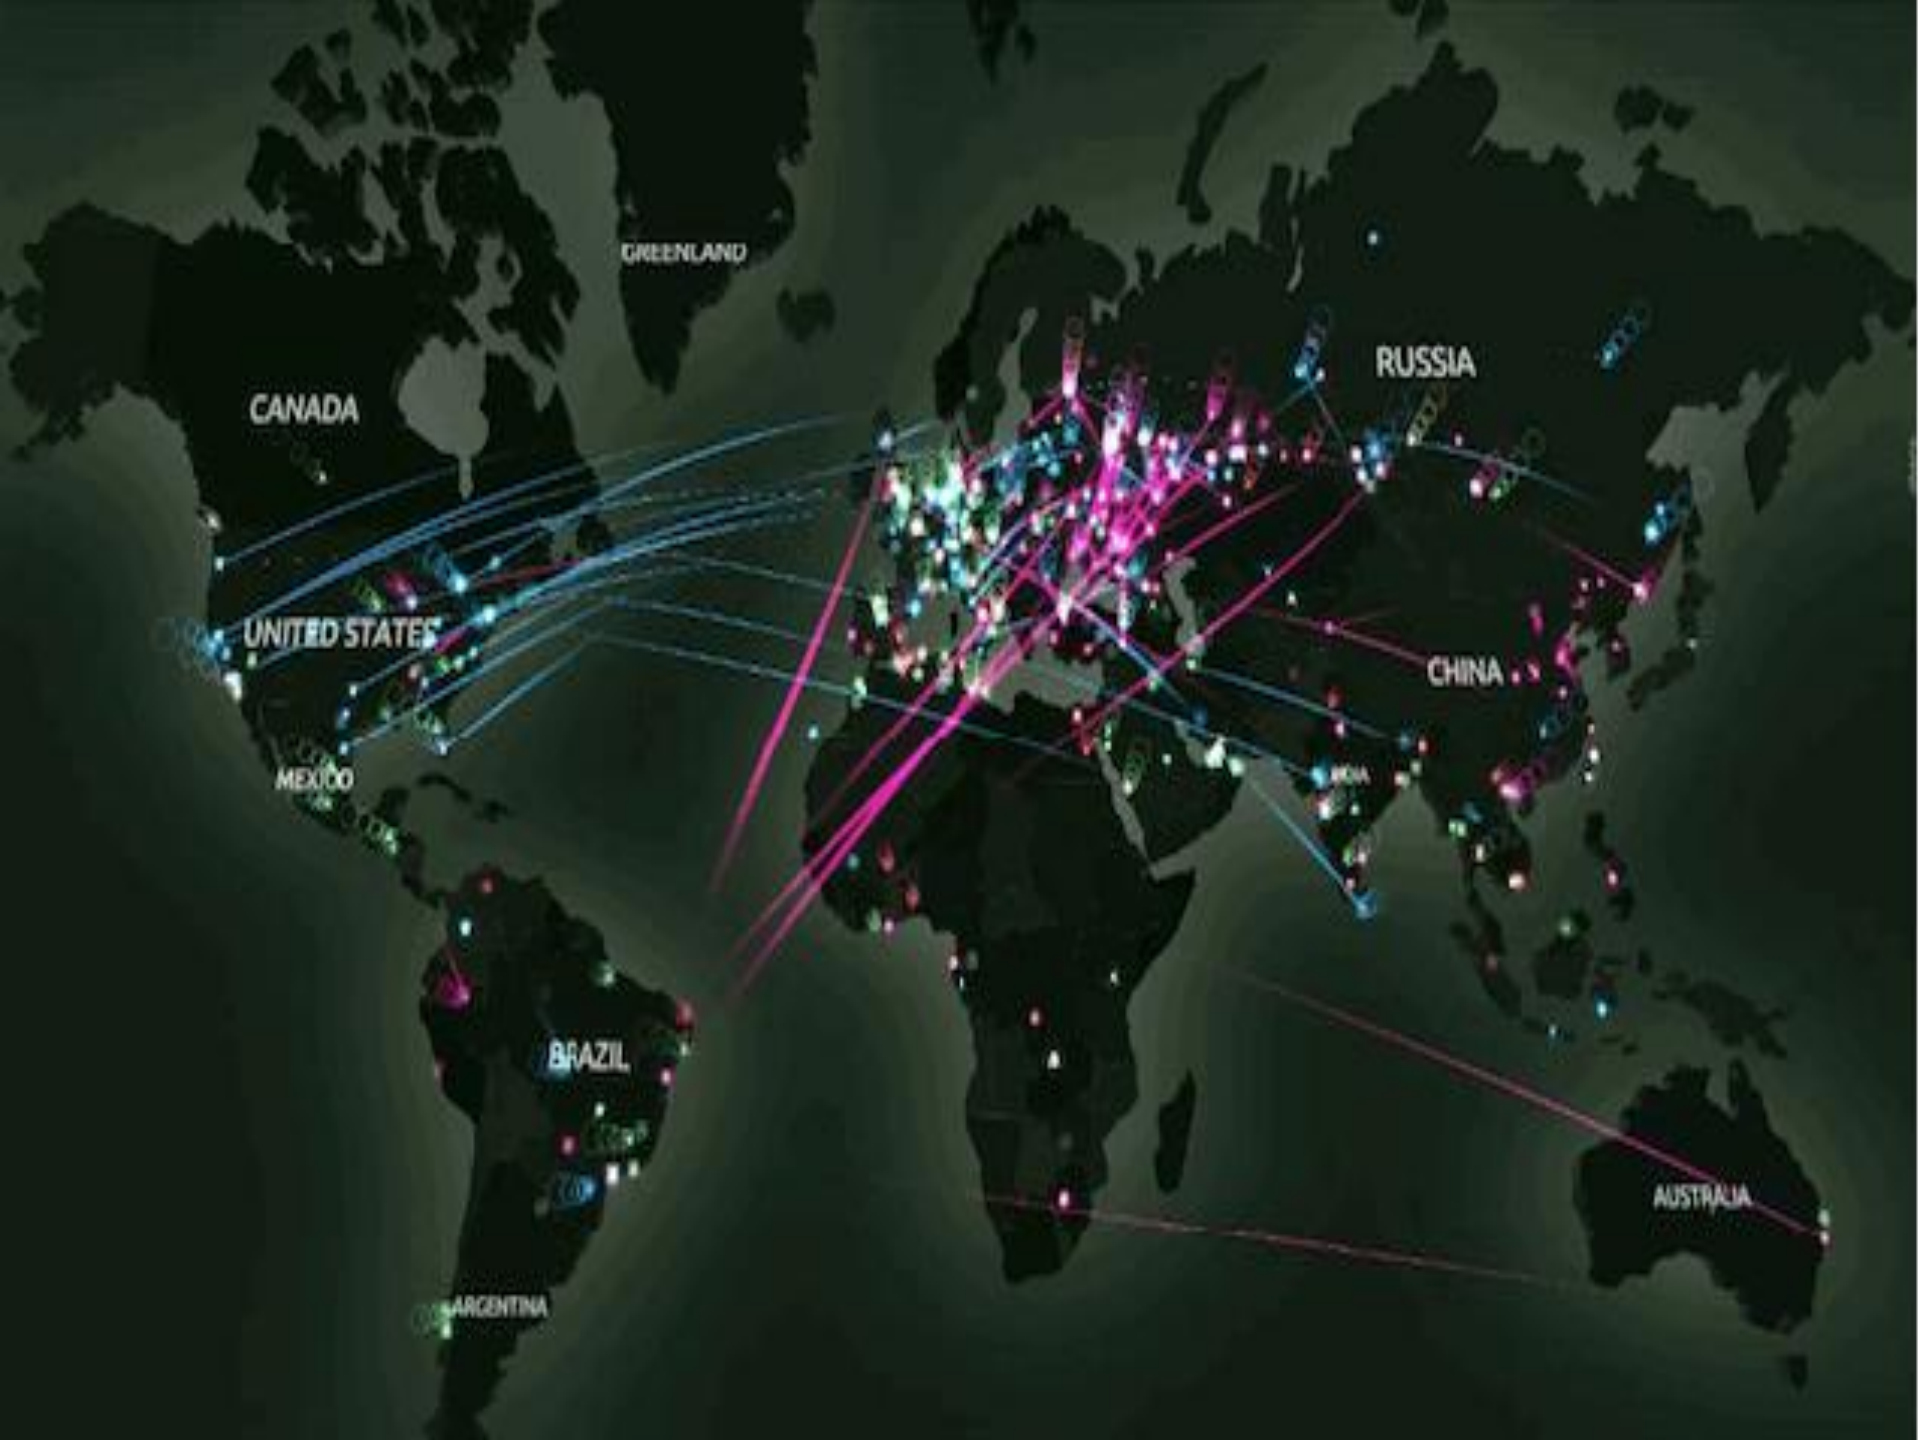 GREENLAND
RUSSIA
CANADA
UNITED STATES
CHINA
MEXICO
INDIA
BRAZIL
AUSTRALIA
ARGENTINA